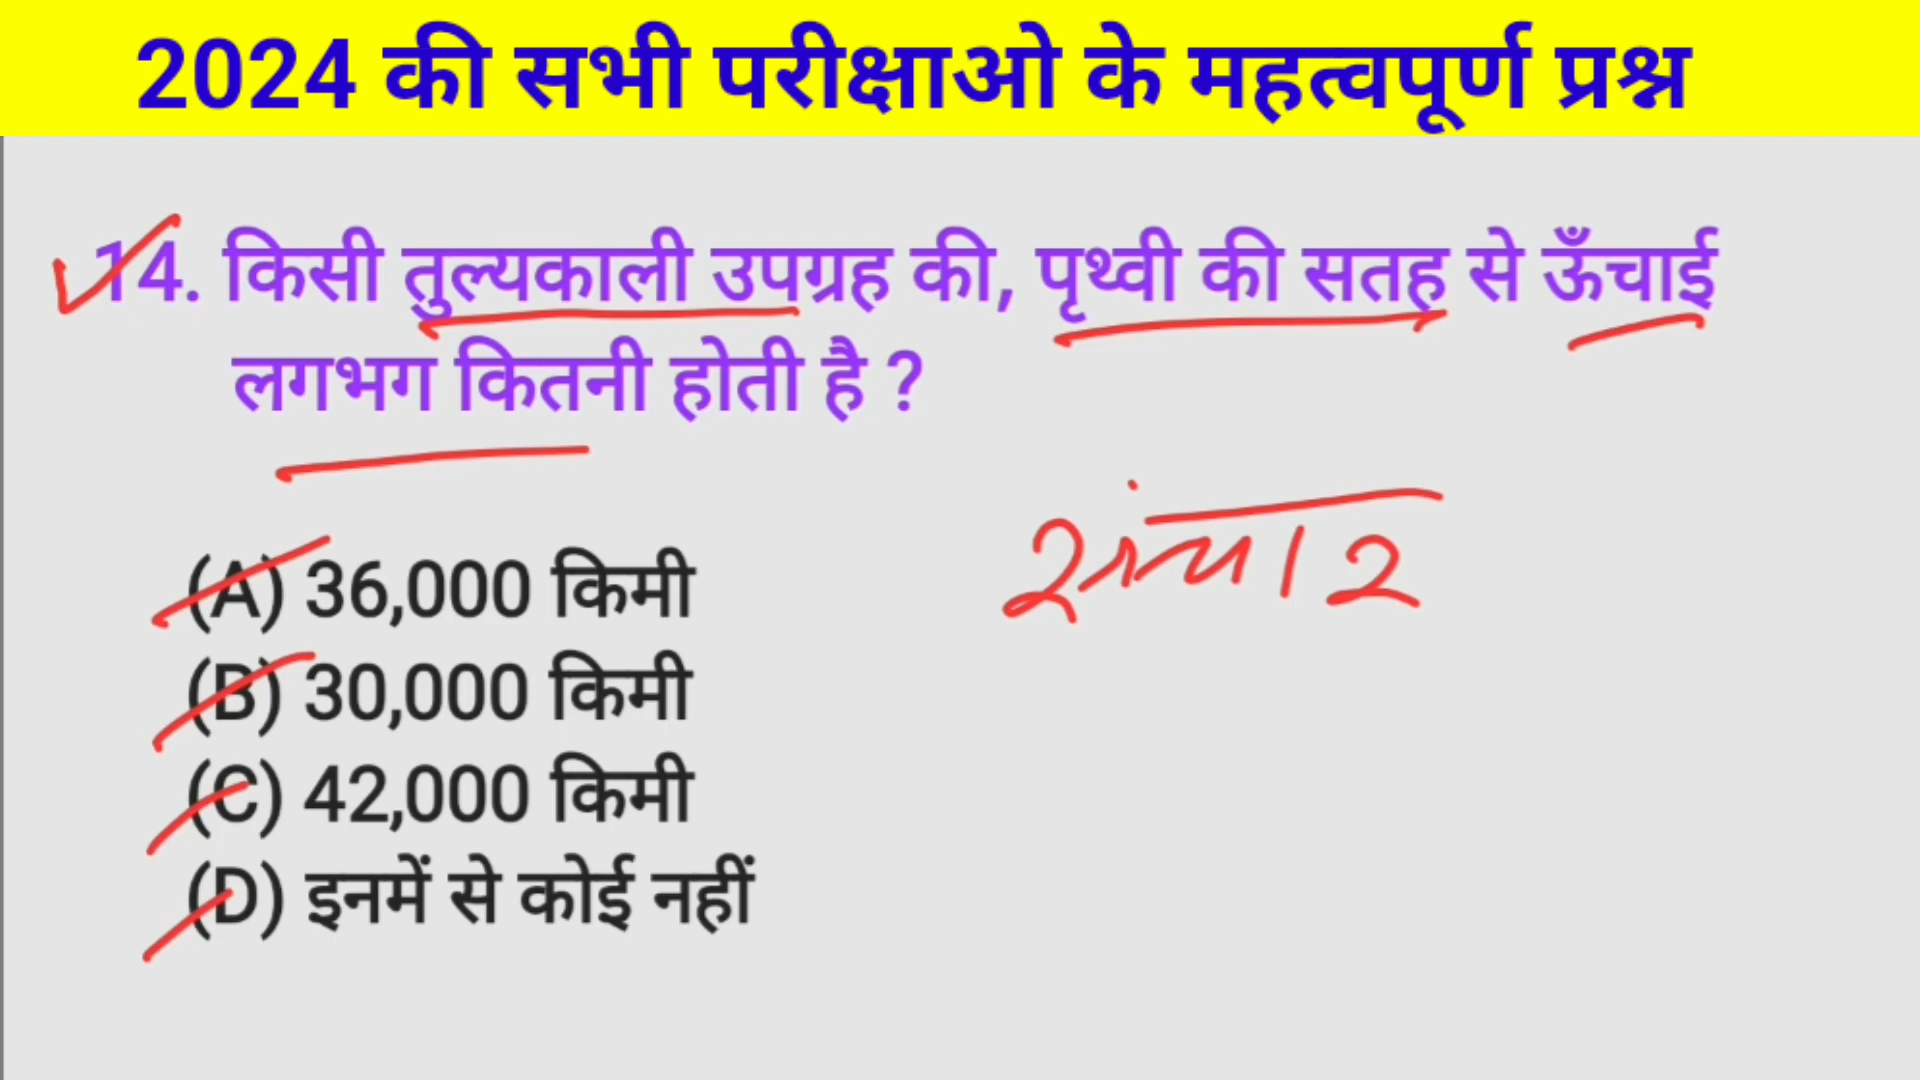 2024 की सभी परीक्षाओ के महत्वपूर्ण प्रश्न
14. किसी तुल्यकाली उपग्रह की, पृथ्वी की सतह से ऊँचाई
लगभग कितनी होती है ?
(A) 36,000 किमी
(B) 30,000 किमी
(C) 42,000 किमी
(D) इनमें से कोई नहीं